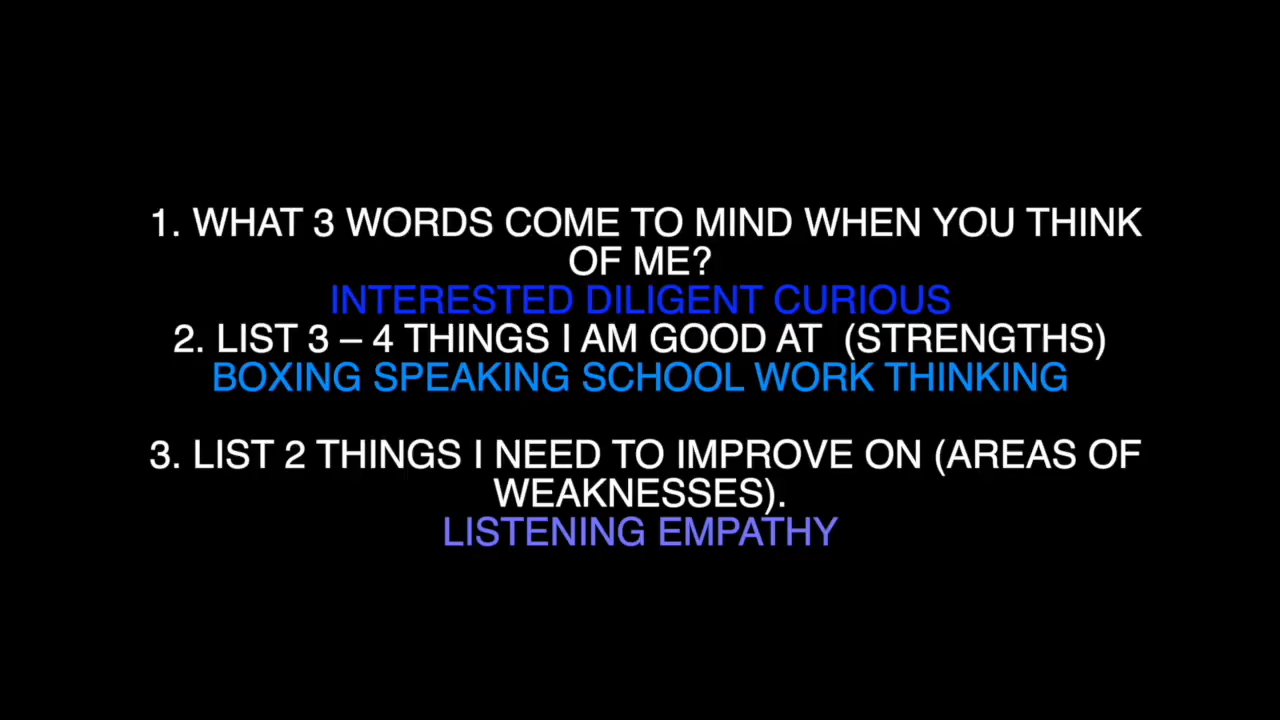 1. WHAT 3 WORDS COME TO MIND WHEN YOU THINK
OF ME?
INTERESTED DILIGENT CURIOUS
2. LIST 3 – 4 THINGS I AM GOOD AT  (STRENGTHS)
BOXING SPEAKING SCHOOL WORK THINKING
3. LIST 2 THINGS I NEED TO IMPROVE ON (AREAS OF
WEAKNESSES).
LISTENING EMPATHY